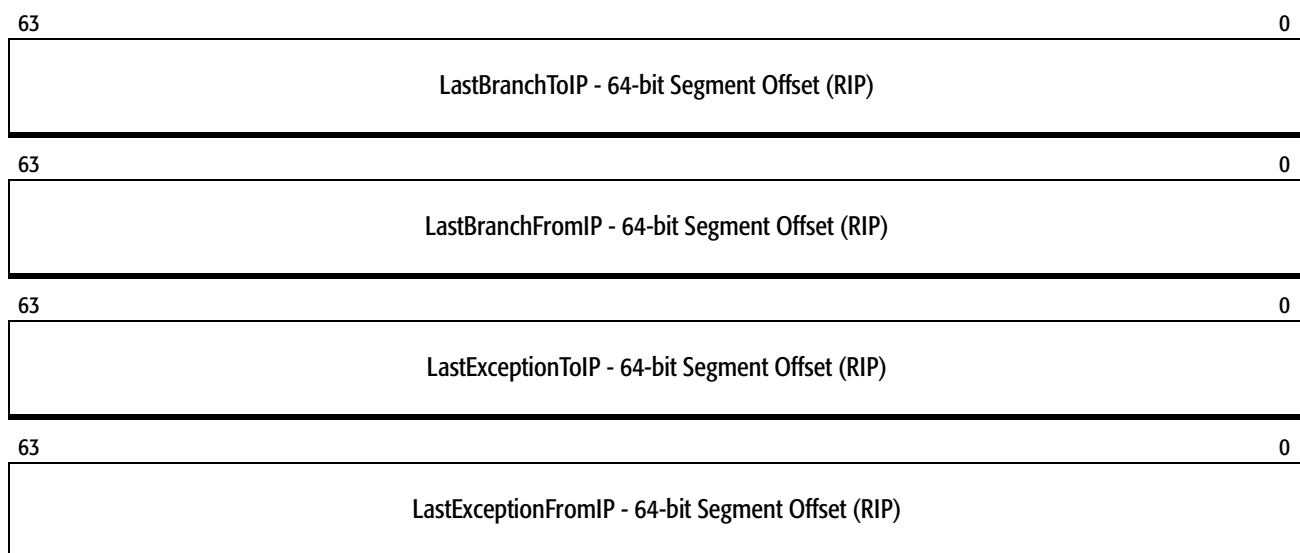 63 0
LastBranchToIP - 64-bit Segment Offset (RIP)
63 0
LastBranchFromIP - 64-bit Segment Offset (RIP)
63 0
LastExceptionToIP - 64-bit Segment Offset (RIP)
63 0
LastExceptionFromIP - 64-bit Segment Offset (RIP)